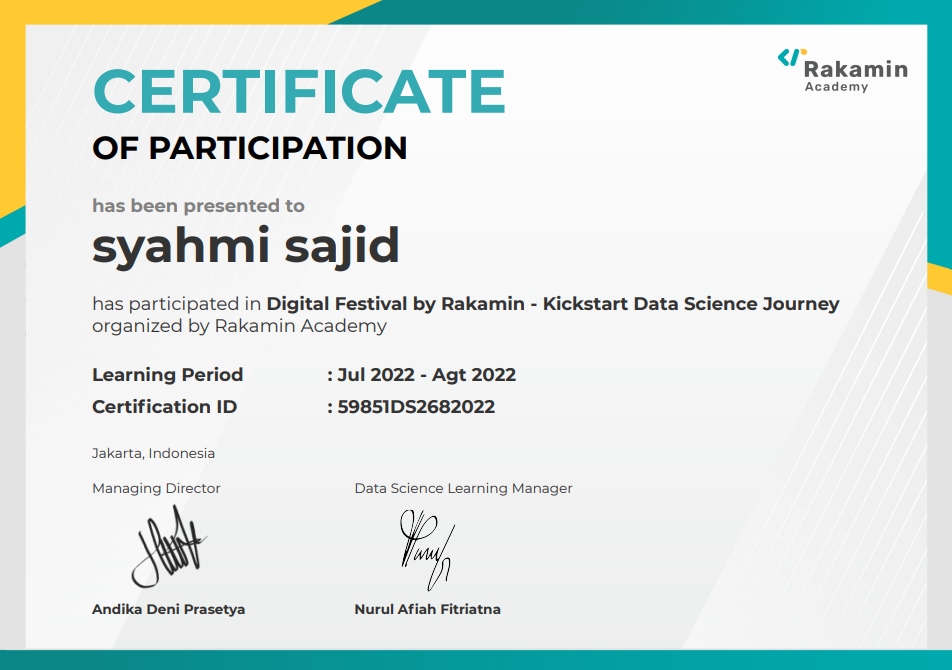 Rakamin
Academy
CERTIFICATE
OF PARTICIPATION
has been presented to
syahmi sajid
has participated in Digital Festival by Rakamin - Kickstart Data Science Journey
organized by Rakamin Academy
Learning Period : Jul 2022 - Agt 2022
Certification ID : 59851DS2682022
Jakarta, Indonesia
Managing Director Data Science Learning Manager
Andika Deni Prasetya Nurul Afiah Fitriatna